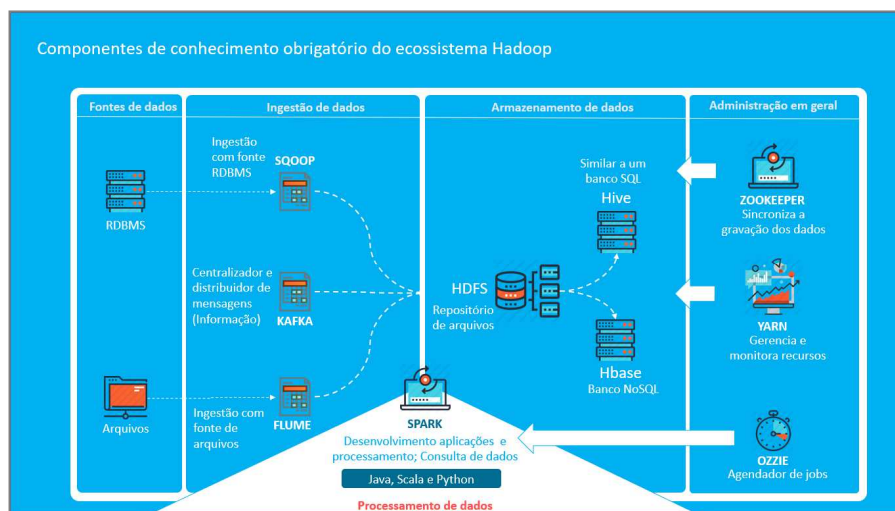 Componentes de conhecimento obrigatório do ecossistema Hadoop
Fontes de dados
Ingestão de dados
Armazenamento de dados
Administração em geral
RDBMS
Arquivos
Ingestão
com fonte
RDBMS
SQOOP
Centralizador e
distribuidor de
mensagens
(Informação)
KAFKA
Ingestão com
fonte de
arquivos
FLUME
HDFS
Repositório
de arquivos
Similar a um
banco SQL
Hive
Hbase
Banco NoSQL
ZOOKEEPER
Sincroniza a
gravação dos dados
YARN
Gerencia e
monitora recursos
OZZIE
Agendador de jobs
SPARK
Desenvolvimento aplicações e
processamento; Consulta de dados
Java, Scala e Python
Processamento de dados